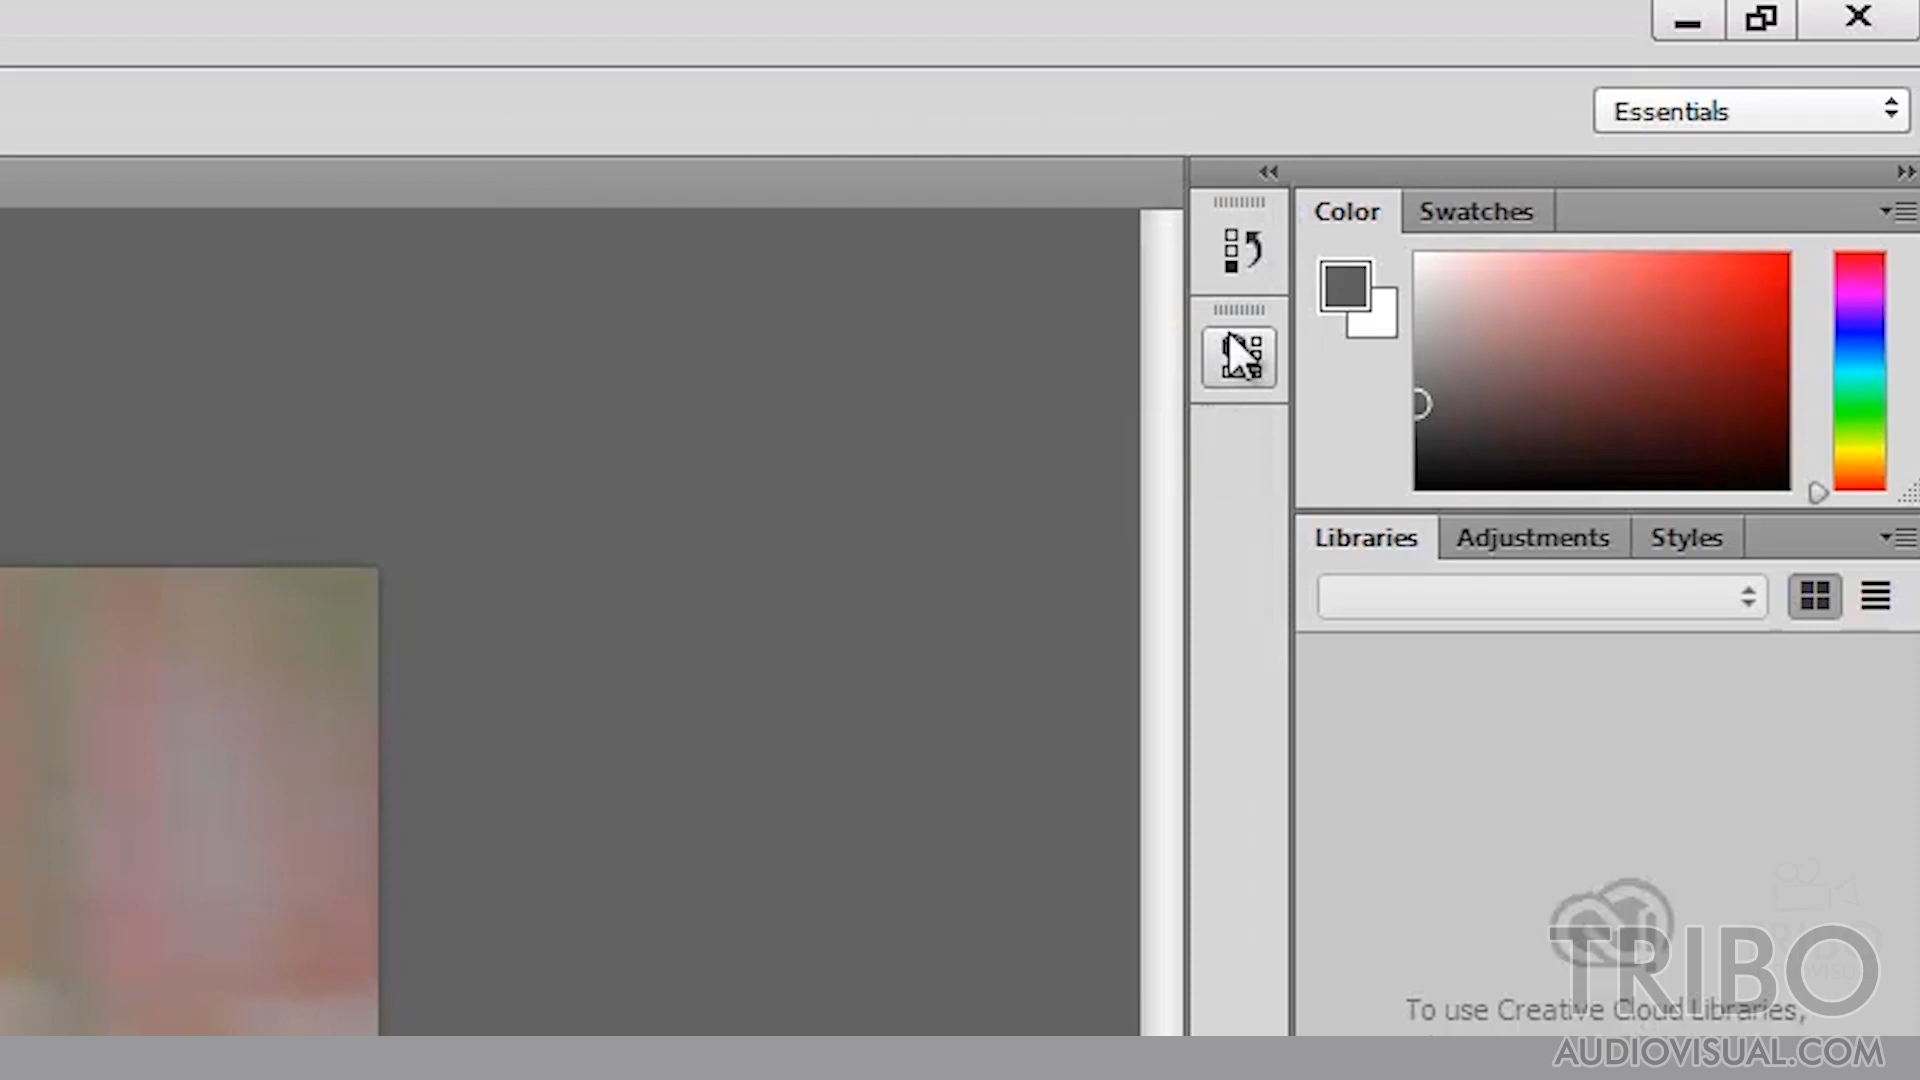 Essentials
Color
Swatches
Libraries
Adjustments
Styles
To use Creative Cloud Libraries,
TRIBO
AUDIOVISUAL.COM